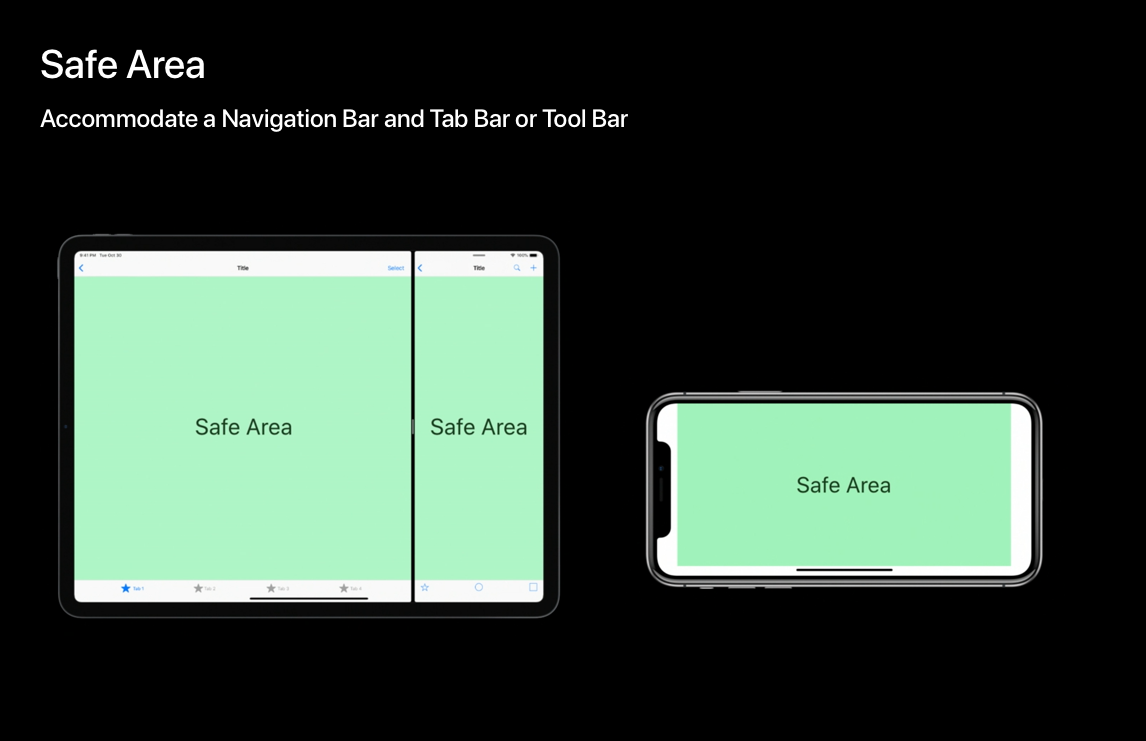 Safe Area
Accommodate a Navigation Bar and Tab Bar or Tool Bar
9:41 PM Tue Oct 30
100%
Title
Select
Title
Safe Area
Safe Area
Safe Area
Tab 1
Tab 2
Tab 3
Tab 4